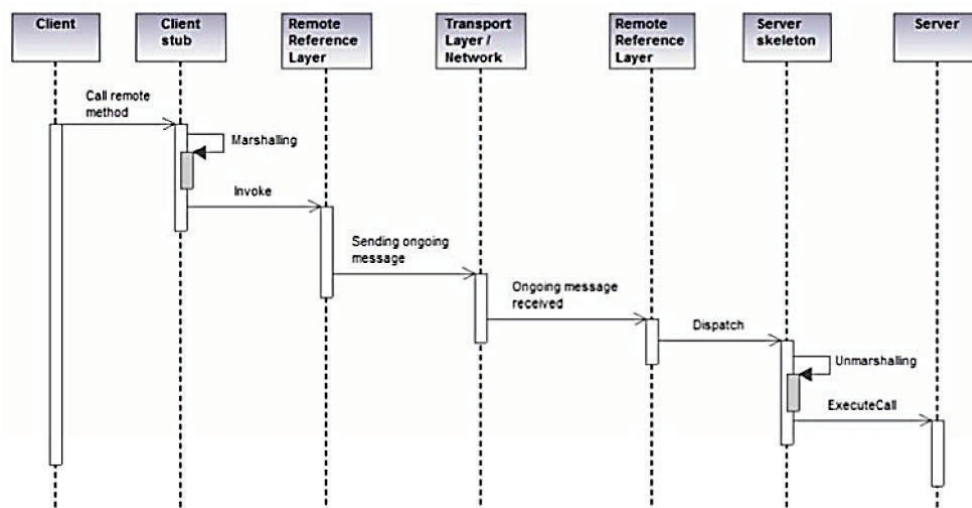 Client
Client
stub
Remote
Reference
Layer
Transport
Layer /
Network
Remote
Reference
Layer
Server
skeleton
Server
Call remote
method
Marshalling
Invoke
Sending ongoing
message
Ongoing message
received
Dispatch
Unmarshalling
ExecuteCall